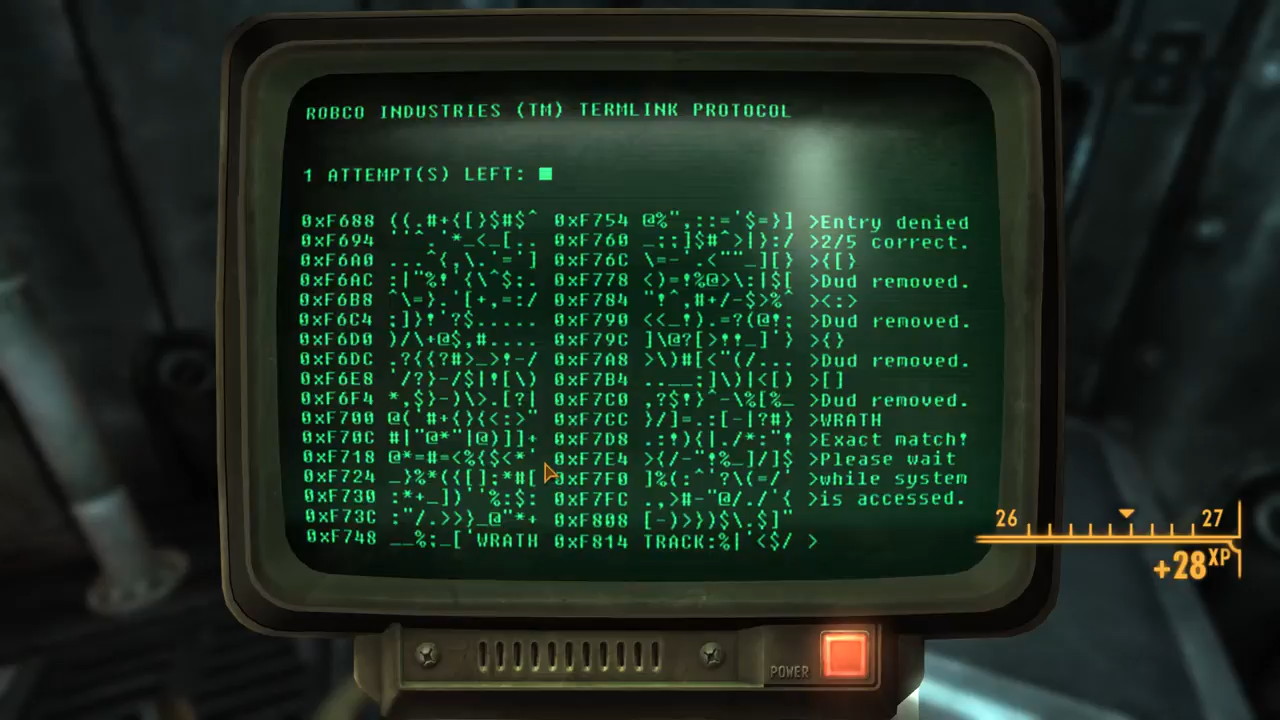 ROBCO INDUSTRIES (TM) TERMLINK PROTOCOL
1 ATTEMPT(S) LEFT:
0xF688 ((.#+{[}$#$^ 0xF754 @%",::='$=}] >Entry denied
0xF694 '^.'*_<_[.. 0xF760 _:;]$#^>|}:/ >2/5 correct.
0xF6A0 ...^{,\.'='] 0xF76C \=-'.<""_][} >{[}
0xF6AC :|"%!'{\^$:. 0xF778 <)=!%@>\:|$[ >Dud removed.
0xF6B8 ^\=}.'[+,=:/ 0xF784 "!^,#+/-$>%^ ><:>
0xF6C4 ;]}!'?$..... 0xF790 <<_!).=?(@!; >Dud removed.
0xF6D0 )/\+@$,#.... 0xF79C ]\@?[>!!_]'} >{}
0xF6DC .?{{?#>_>!-/ 0xF7A8 >\)#[<"(/... >Dud removed.
0xF6E8 '/?}-/$|![\) 0xF7B4 ..__;]\)|<[) >[]
0xF6F4 *,$}-)\>.[?| 0xF7C0 ,?$!}^-\%[%_ >Dud removed.
0xF700 @('#+{}{<:>" 0xF7CC }/]=.:[-|?#} >WRATH
0xF70C #|"@*"|@)]]+ 0xF7D8 .:!){|./*:"! >Exact match!
0xF718 @*=#=<%{$<*' 0xF7E4 >{/-"!%_]/]$ >Please wait
0xF724 _}%*({[]:*#[ 0xF7F0 ]%(:^'?\(=/' >while system
0xF730 :*+_])''%:$: 0xF7FC ,,>#-"@/./'{ >is accessed.
0xF73C :"/.>>}_@"*+ 0xF808 [-)>})$\.$]"
0xF748 __%;_['WRATH 0xF814 TRACK:%|'<$/ >
26 27
+28XP
POWER